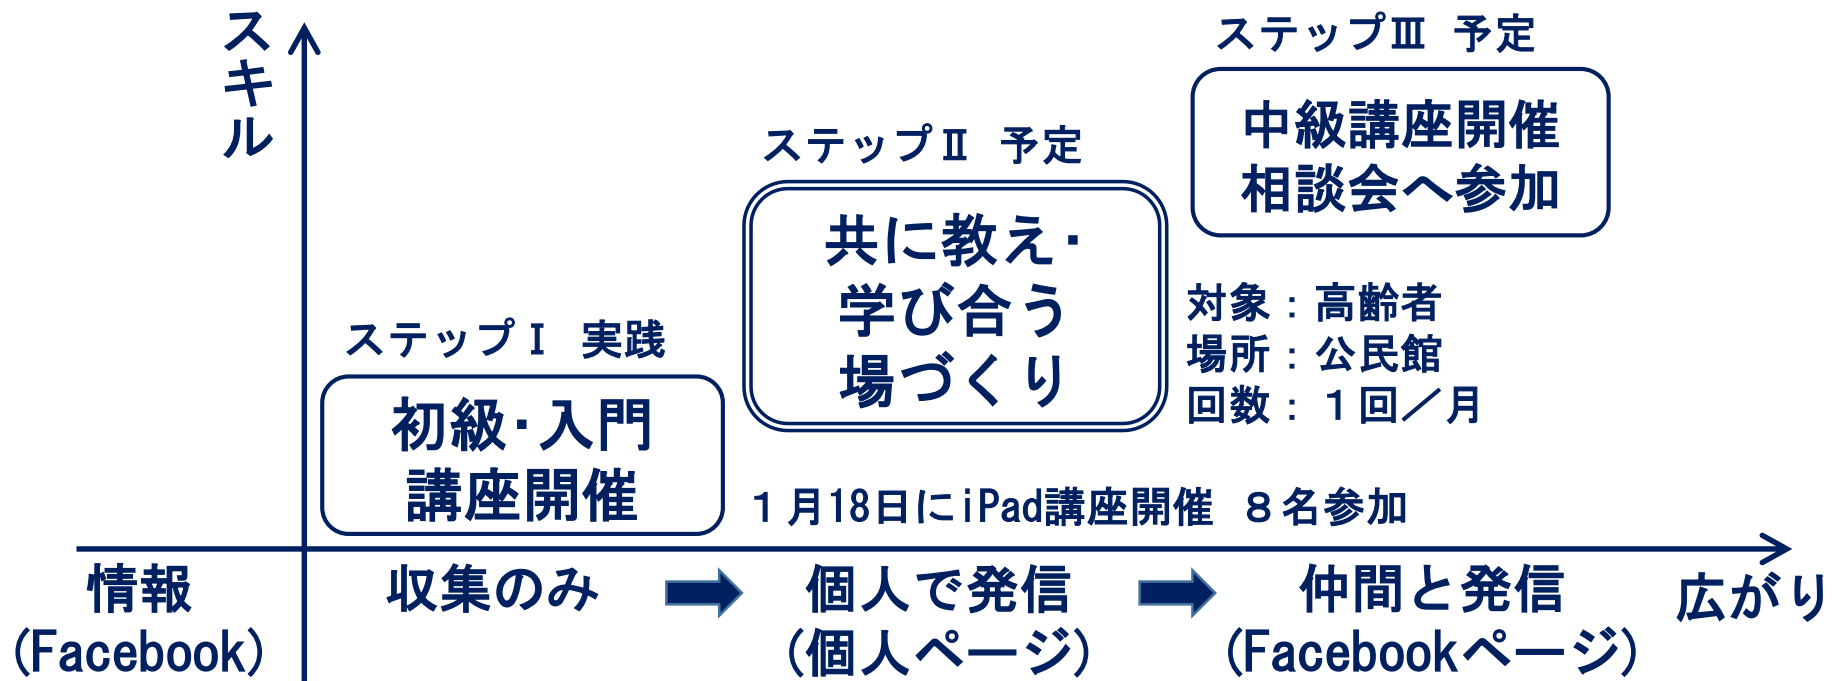 スキル
ステップⅢ 予定
中級講座開催
相談会へ参加
ステップⅡ 予定
共に教え・
学び合う
場づくり
対象：高齢者
場所：公民館
回数：１回／月
ステップⅠ 実践
初級・入門
講座開催
１月18日にiPad講座開催 ８名参加
情報
(Facebook)
収集のみ
個人で発信
(個人ページ)
仲間と発信
(Facebookページ)
広がり